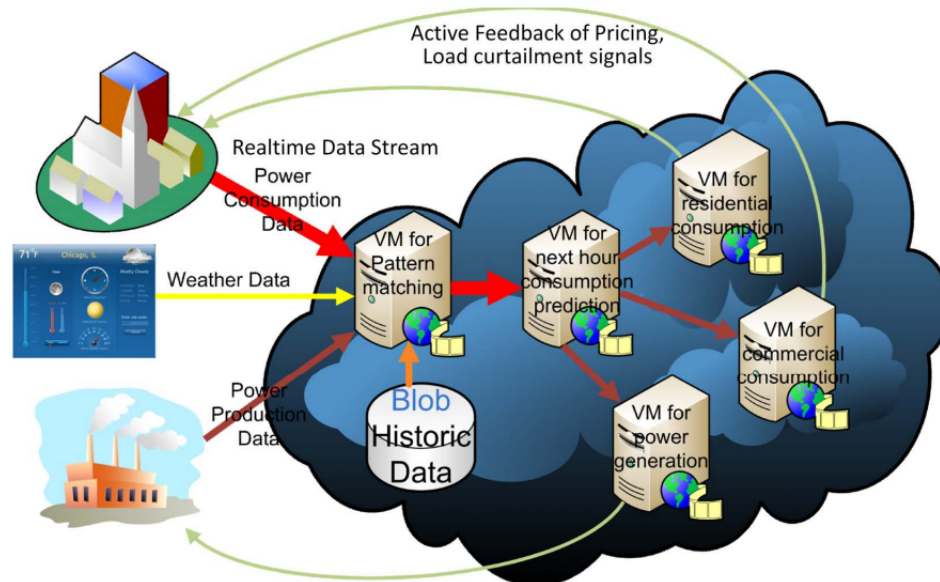 Active Feedback of Pricing,
Load curtailment signals
Realtime Data Stream
Power
Consumption
Data
71°F
Chicago, IL
Mostly Cloudy
Weather Data
Power
Production
Data
VM for
Pattern
matching
Blob
Historic
Data
VM for
next hour
consumption
prediction
VM for
residential
consumption
VM for
commercial
consumption
VM for
power
generation